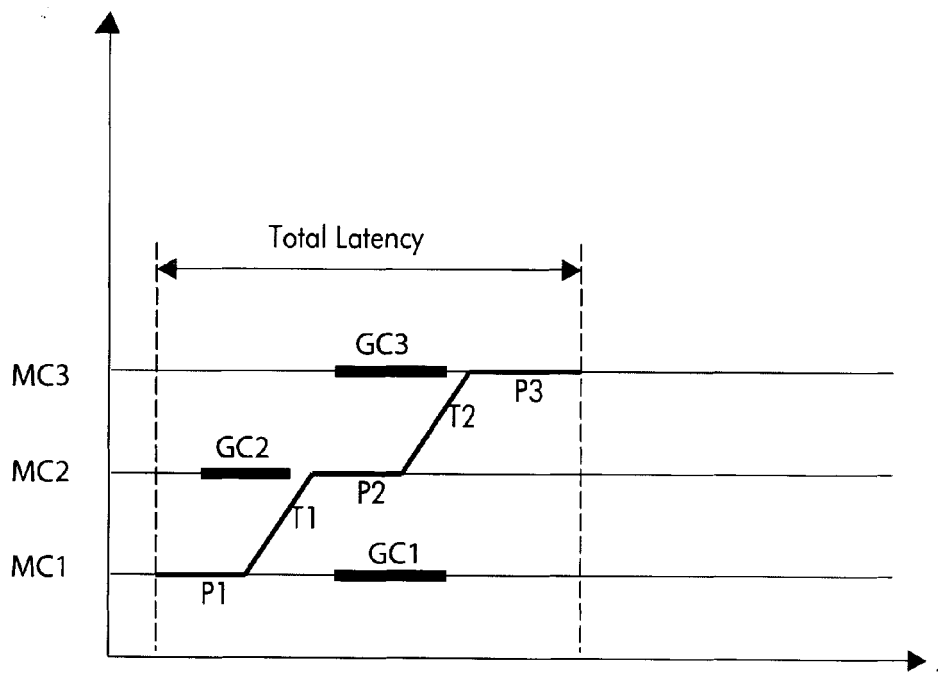 Total Latency
GC3
MC3
P3
T2
GC2
MC2
P2
T1
GC1
MC1
P1